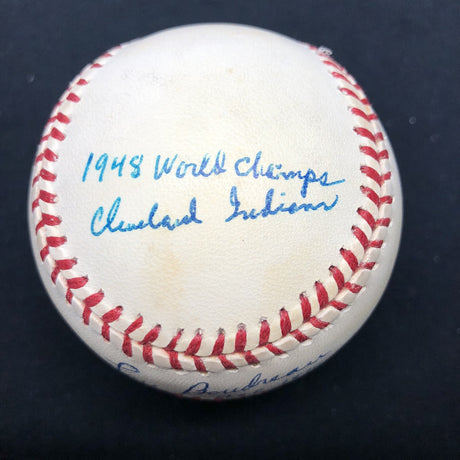 1948 World Champs
Cleveland Indians
Boudreau